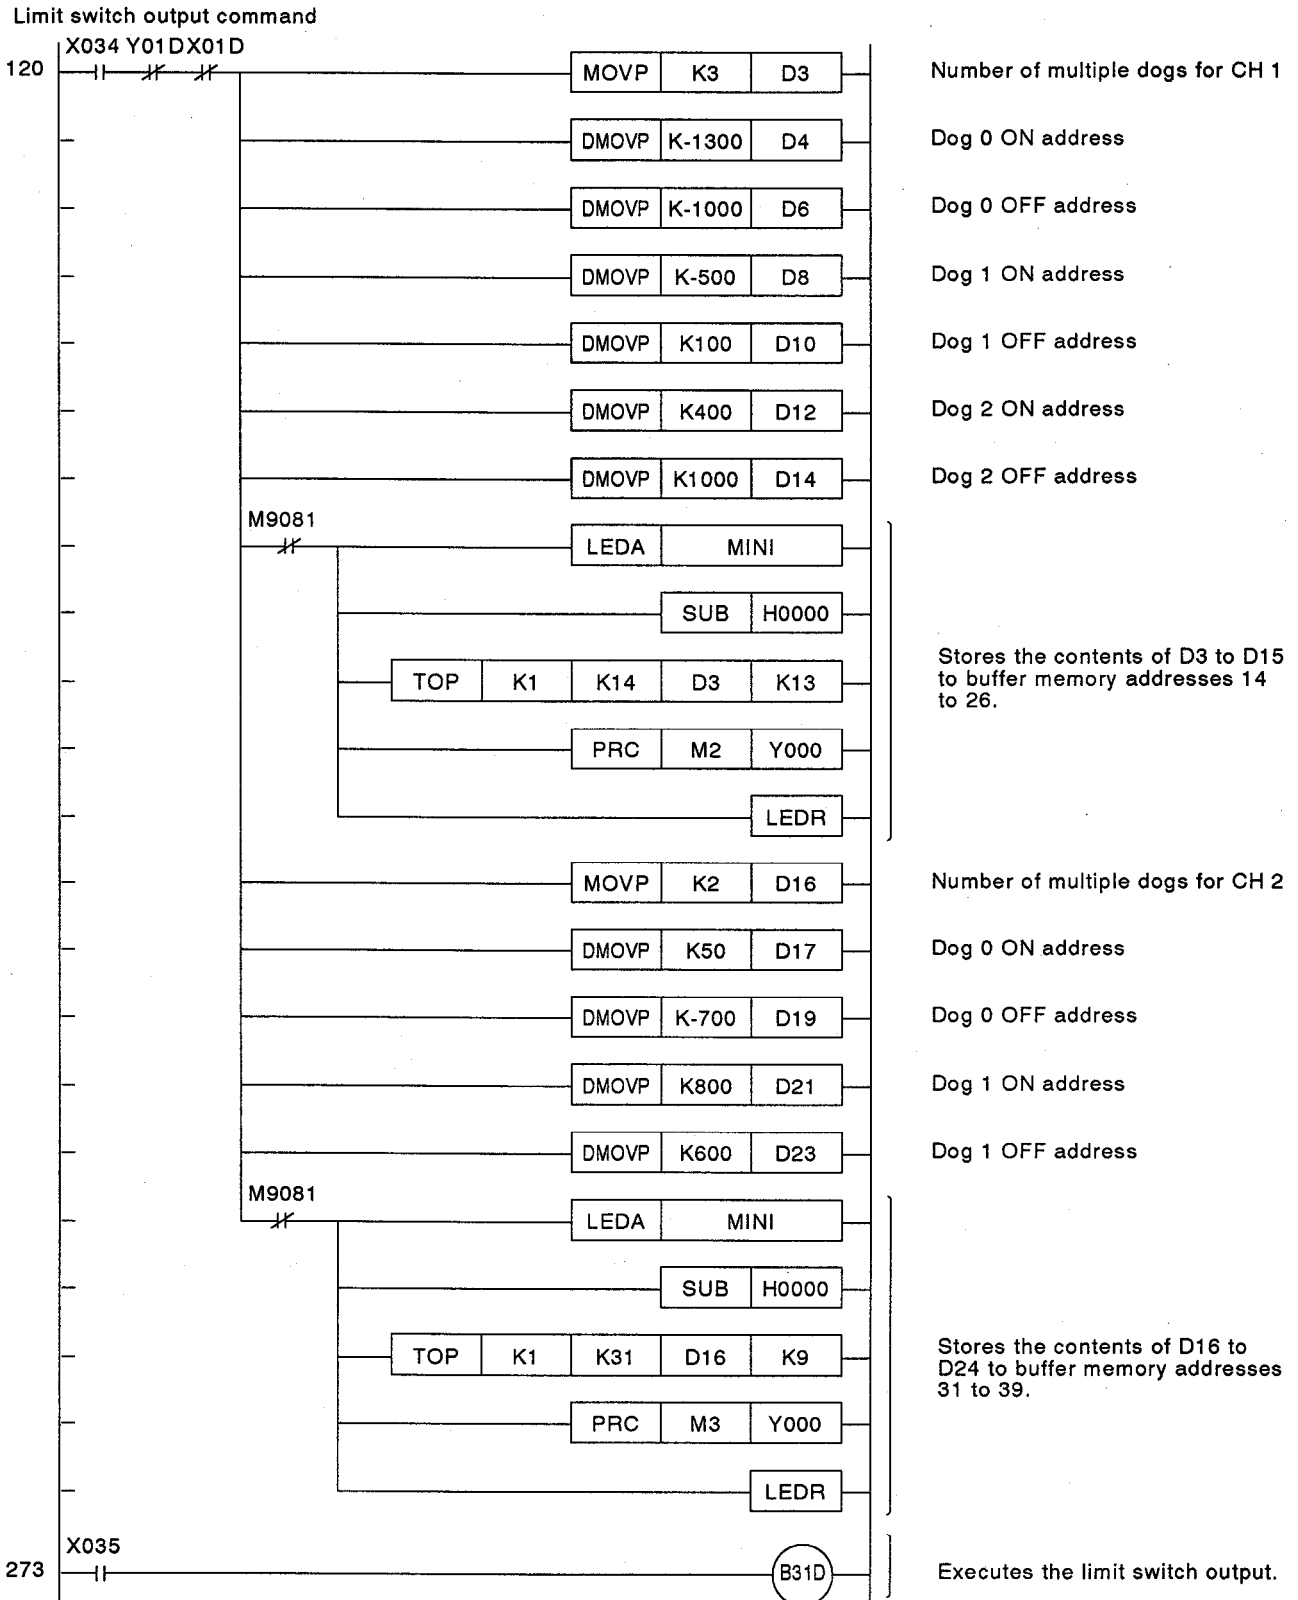 Limit switch output command
X034 Y01D X01D
120 MOVP K3 D3 Number of multiple dogs for CH 1
DMOVP K-1300 D4 Dog 0 ON address
DMOVP K-1000 D6 Dog 0 OFF address
DMOVP K-500 D8 Dog 1 ON address
DMOVP K100 D10 Dog 1 OFF address
DMOVP K400 D12 Dog 2 ON address
DMOVP K1000 D14 Dog 2 OFF address
M9081
LEDA MINI
SUB H0000
Stores the contents of D3 to D15
to buffer memory addresses 14
to 26.
TOP K1 K14 D3 K13
PRC M2 Y000
LEDR
MOVP K2 D16 Number of multiple dogs for CH 2
DMOVP K50 D17 Dog 0 ON address
DMOVP K-700 D19 Dog 0 OFF address
DMOVP K800 D21 Dog 1 ON address
DMOVP K600 D23 Dog 1 OFF address
M9081
LEDA MINI
SUB H0000
Stores the contents of D16 to
D24 to buffer memory addresses
31 to 39.
TOP K1 K31 D16 K9
PRC M3 Y000
LEDR
X035
273 B31D Executes the limit switch output.